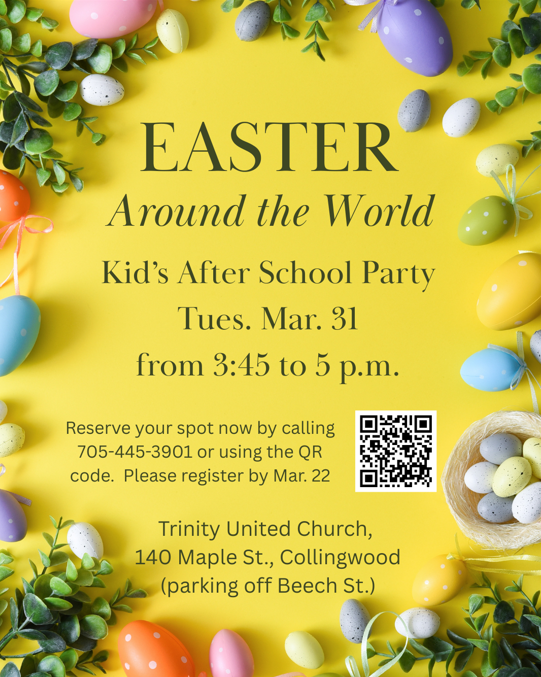 EASTER
Around the World
Kid's After School Party
Tues. Mar. 31
from 3:45 to 5 p.m.
Reserve your spot now by calling
705-445-3901 or using the QR
code.  Please register by Mar. 22
Trinity United Church,
140 Maple St., Collingwood
(parking off Beech St.)